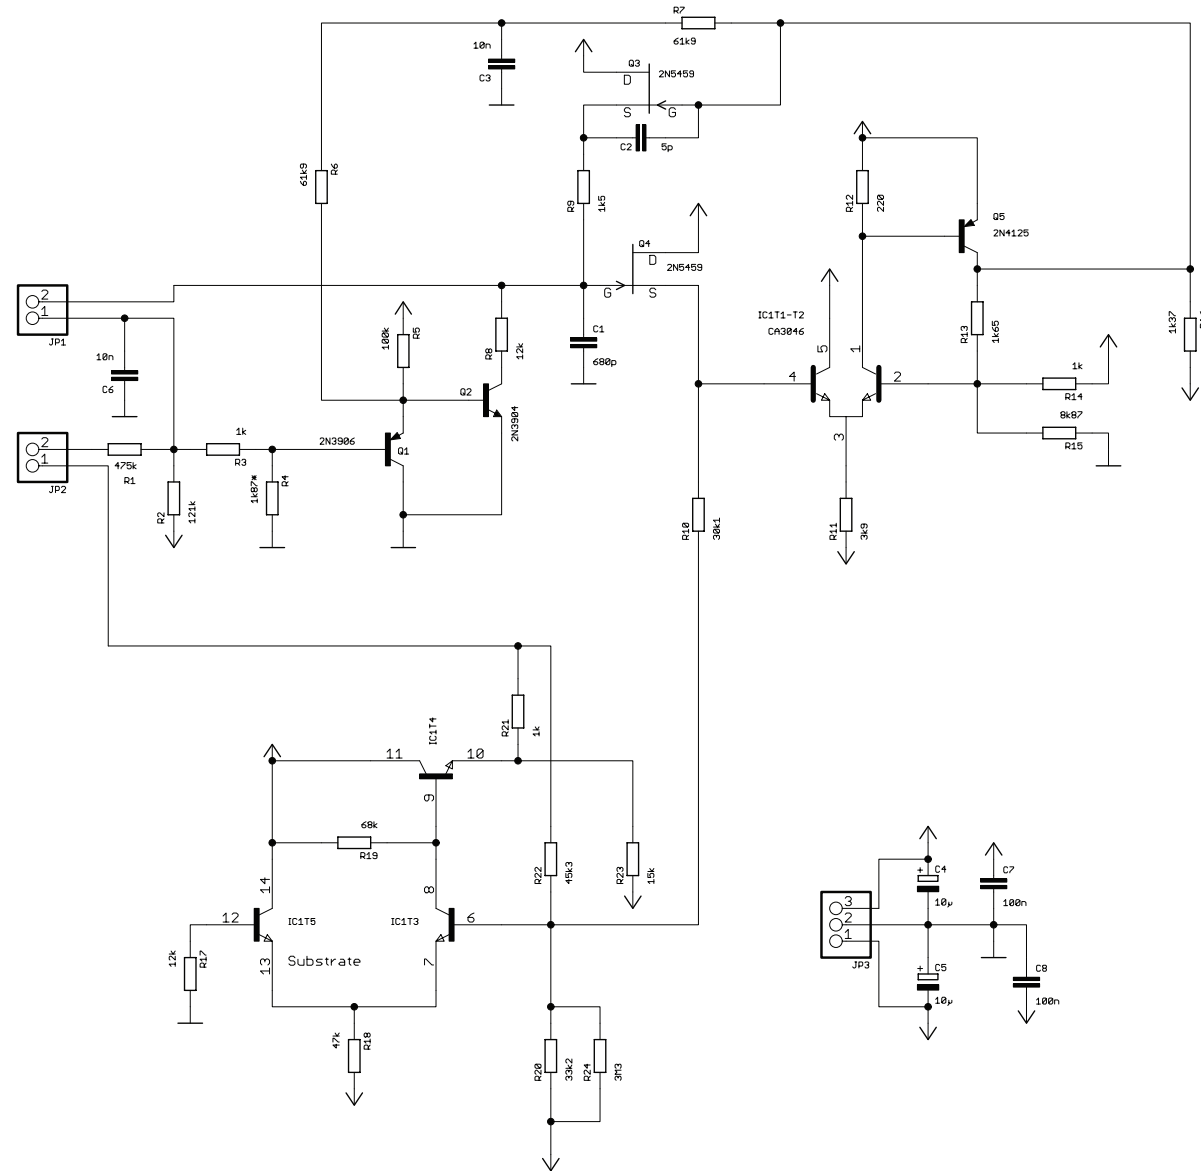 R7
61k9
10n
C3
Q3
2N5459
D
S
G
C2
5p
61k9
R6
R9
1k5
R12
220
Q5
2N4125
Q4
D
2N5459
G
S
2
1
JP1
10n
C6
100k
R5
R8
12k
C1
680p
IC1T1-T2
CA3046
5
1
4
2
3
R13
1k65
1k37
1k
R14
8k87
R15
Q2
2N3904
2N3906
Q1
2
1
JP2
475k
R1
1k
R3
R2
121k
1k87*
R4
R10
30k1
R11
3k9
R21
1k
IC1T4
11
10
9
68k
R19
14
8
12
IC1T5
IC1T3
6
13
7
Substrate
12k
R17
47k
R18
R22
45k3
R23
15k
R20
33k2
R24
3M3
3
2
1
JP3
+
C4
10µ
C7
100n
+
C5
10µ
C8
100n